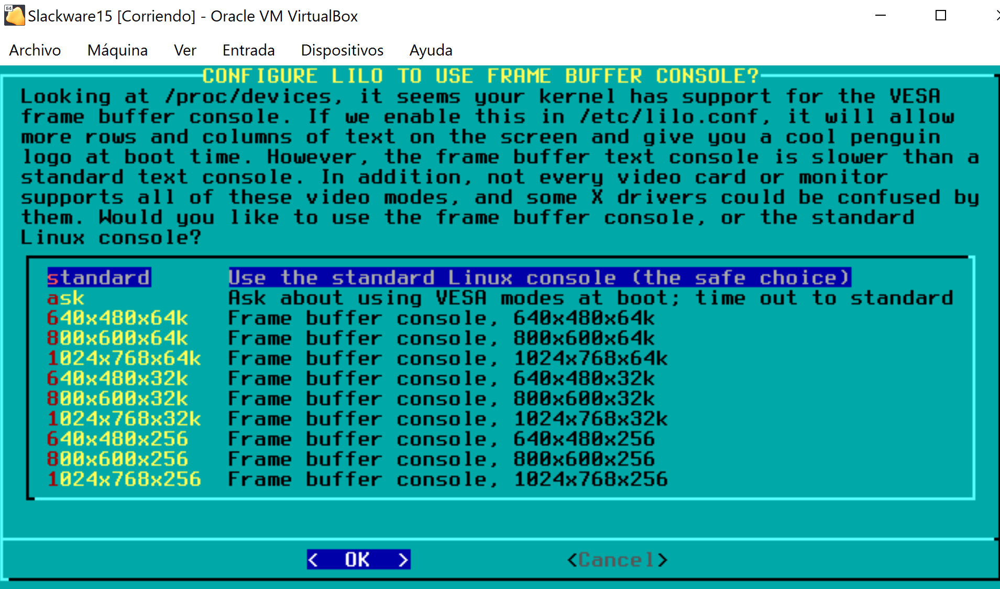 64
Slackware15 [Corriendo] - Oracle VM VirtualBox
Archivo Máquina Ver Entrada Dispositivos Ayuda
CONFIGURE LILO TO USE FRAME BUFFER CONSOLE?
Looking at /proc/devices, it seems your kernel has support for the VESA
frame buffer console. If we enable this in /etc/lilo.conf, it will allow
more rows and columns of text on the screen and give you a cool penguin
logo at boot time. However, the frame buffer text console is slower than a
standard text console. In addition, not every video card or monitor
supports all of these video modes, and some X drivers could be confused by
them. Would you like to use the frame buffer console, or the standard
Linux console?
standard Use the standard Linux console (the safe choice)
ask Ask about using VESA modes at boot; time out to standard
640x480x64k Frame buffer console, 640x480x64k
800x600x64k Frame buffer console, 800x600x64k
1024x768x64k Frame buffer console, 1024x768x64k
640x480x32k Frame buffer console, 640x480x32k
800x600x32k Frame buffer console, 800x600x32k
1024x768x32k Frame buffer console, 1024x768x32k
640x480x256 Frame buffer console, 640x480x256
800x600x256 Frame buffer console, 800x600x256
1024x768x256 Frame buffer console, 1024x768x256
< OK > <Cancel>